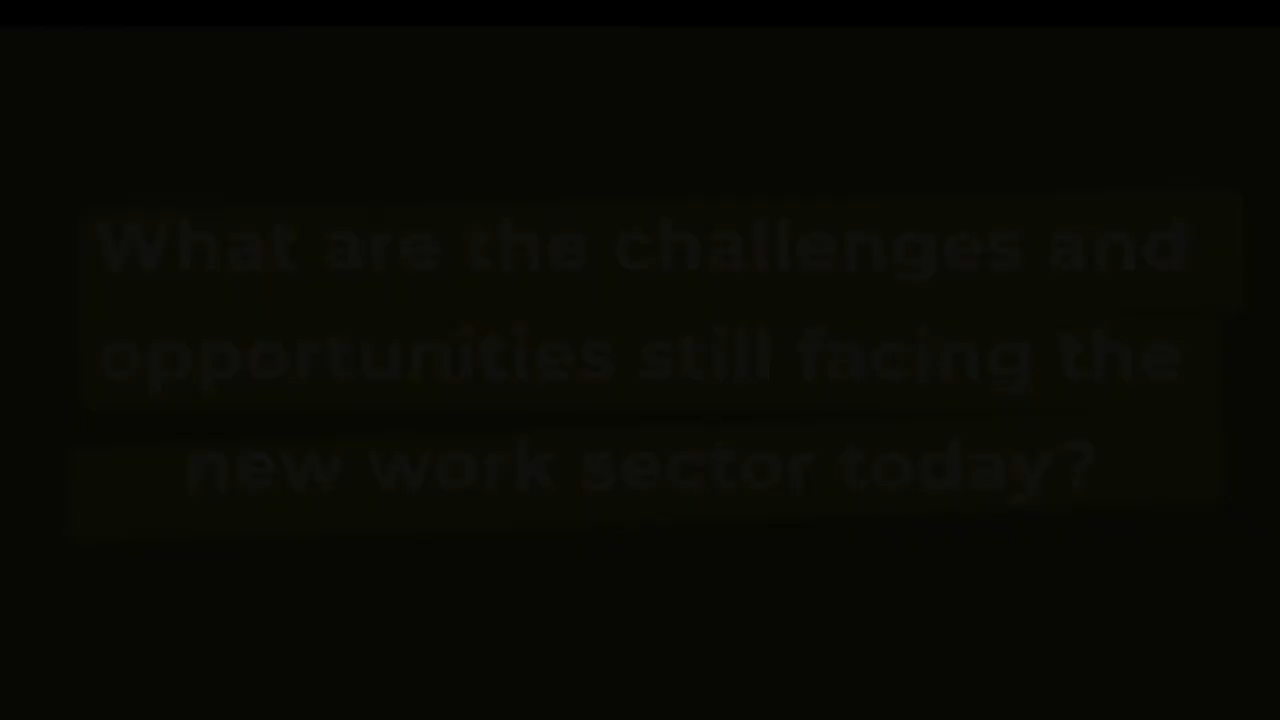 What are the challenges and
opportunities still facing the
new work sector today?